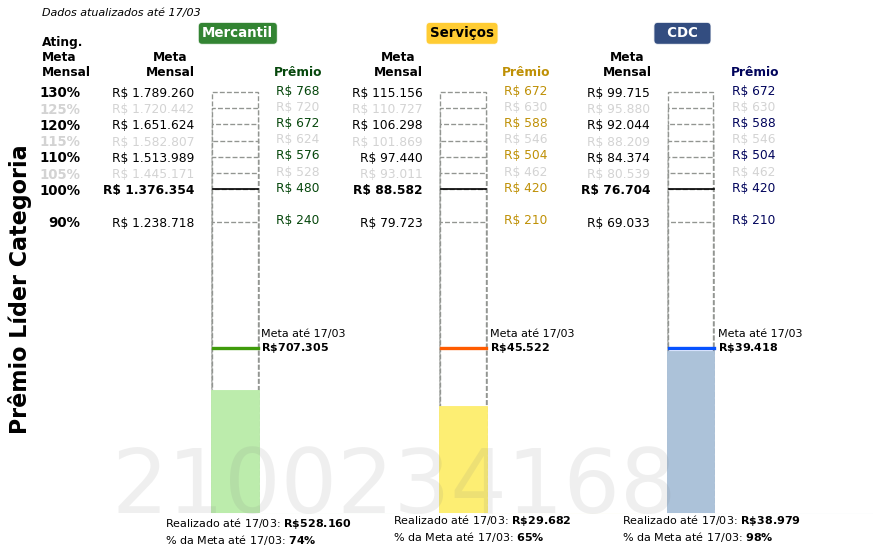 Dados atualizados até 17/03
Prêmio Líder Categoria
Mercantil
Serviços
CDC
Ating.
Meta
Mensal
Meta
Mensal
Prêmio
Meta
Mensal
Prêmio
Meta
Mensal
Prêmio
130% R$ 1.789.260 R$ 768 R$ 115.156 R$ 672 R$ 99.715 R$ 672
125% R$ 1.720.442 R$ 720 R$ 110.727 R$ 630 R$ 95.880 R$ 630
120% R$ 1.651.624 R$ 672 R$ 106.298 R$ 588 R$ 92.044 R$ 588
115% R$ 1.582.807 R$ 624 R$ 101.869 R$ 546 R$ 88.209 R$ 546
110% R$ 1.513.989 R$ 576 R$ 97.440 R$ 504 R$ 84.374 R$ 504
105% R$ 1.445.171 R$ 528 R$ 93.011 R$ 462 R$ 80.539 R$ 462
100% R$ 1.376.354 R$ 480 R$ 88.582 R$ 420 R$ 76.704 R$ 420
90% R$ 1.238.718 R$ 240 R$ 79.723 R$ 210 R$ 69.033 R$ 210
Meta até 17/03
R$707.305
Meta até 17/03
R$45.522
Meta até 17/03
R$39.418
2100234168
Realizado até 17/03: R$528.160
% da Meta até 17/03: 74%
Realizado até 17/03: R$29.682
% da Meta até 17/03: 65%
Realizado até 17/03: R$38.979
% da Meta até 17/03: 98%